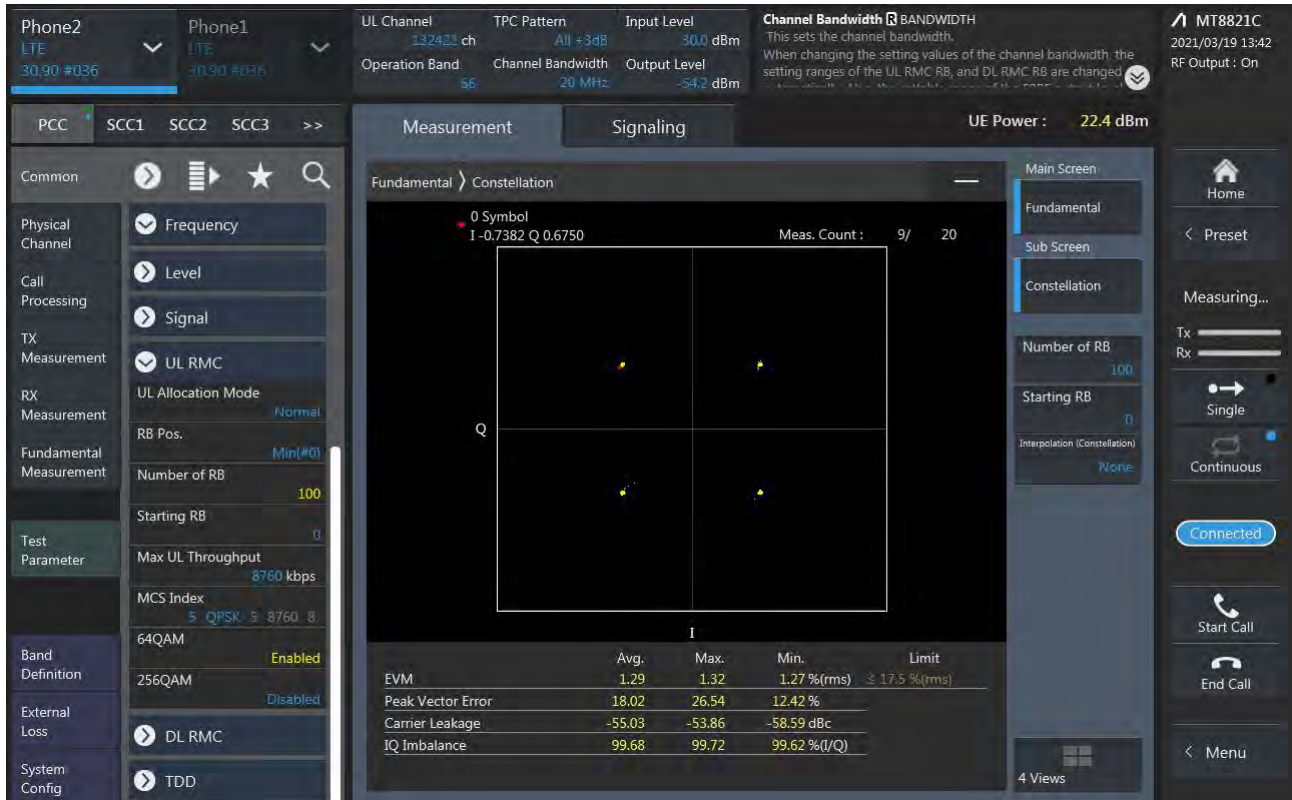 Phone2
LTE
30.90 #036
Phone1
LTE
30.90 #036
UL Channel
132422 ch
TPC Pattern
All +3dB
Input Level
30.0 dBm
Operation Band
66
Channel Bandwidth
20 MHz
Output Level
-54.2 dBm
Channel Bandwidth R BANDWIDTH
This sets the channel bandwidth.
When changing the setting values of the channel bandwidth, the
setting ranges of the UL RMC RB, and DL RMC RB are changed
MT8821C
2021/03/19 13:42
RF Output : On
PCC SCC1 SCC2 SCC3 >>
Measurement
Signaling
UE Power : 22.4 dBm
Common
Physical
Channel
Call
Processing
TX
Measurement
RX
Measurement
Fundamental
Measurement
Test
Parameter
Band
Definition
External
Loss
System
Config
Frequency
Level
Signal
UL RMC
UL Allocation Mode
Normal
RB Pos.
Min(#0)
Number of RB
100
Starting RB
0
Max UL Throughput
8760 kbps
MCS Index
5 QPSK 5 8760 8
64QAM
Enabled
256QAM
Disabled
DL RMC
TDD
Fundamental 〉 Constellation
0 Symbol
I -0.7382 Q 0.6750
Meas. Count : 9/ 20
Q
I
Avg. Max. Min. Limit
EVM 1.29 1.32 1.27 %(rms) ≤ 17.5 %(rms)
Peak Vector Error 18.02 26.54 12.42 %
Carrier Leakage -55.03 -53.86 -58.59 dBc
IQ Imbalance 99.68 99.72 99.62 %(I/Q)
Main Screen
Fundamental
Sub Screen
Constellation
Number of RB
100
Starting RB
0
Interpolation (Constellation)
None
4 Views
Home
< Preset
Measuring...
Tx
Rx
Single
Continuous
Connected
Start Call
End Call
< Menu